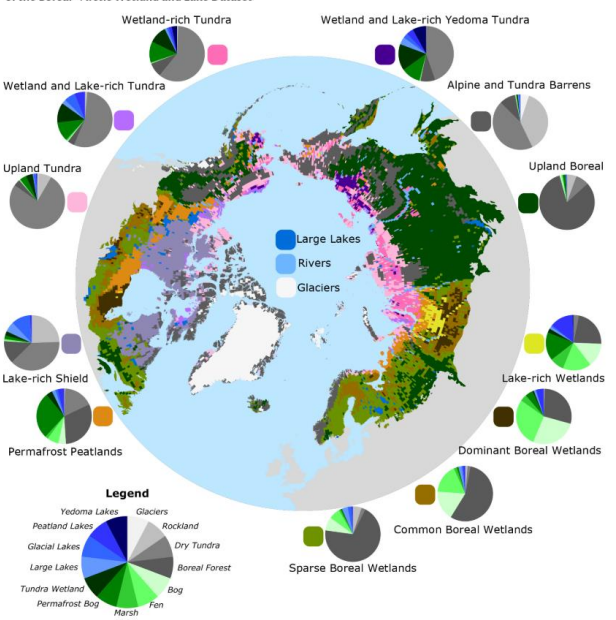 Wetland-rich Tundra
Wetland and Lake-rich Yedoma Tundra
Wetland and Lake-rich Tundra
Alpine and Tundra Barrens
Upland Tundra
Upland Boreal
Large Lakes
Rivers
Glaciers
Lake-rich Shield
Lake-rich Wetlands
Permafrost Peatlands
Dominant Boreal Wetlands
Common Boreal Wetlands
Sparse Boreal Wetlands
Legend
Yedoma Lakes
Glaciers
Peatland Lakes
Rockland
Glacial Lakes
Dry Tundra
Large Lakes
Boreal Forest
Tundra Wetland
Bog
Permafrost Bog
Fen
Marsh